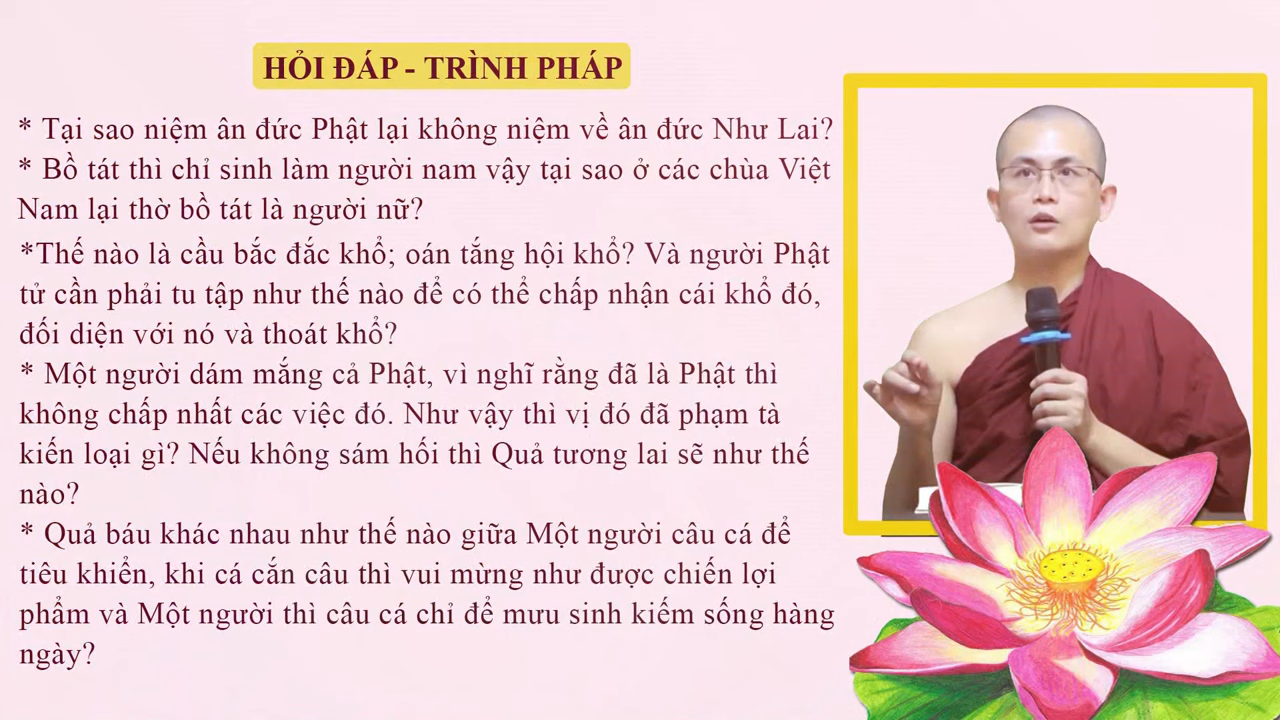 HỎI ĐÁP - TRÌNH PHÁP
* Tại sao niệm ân đức Phật lại không niệm về ân đức Như Lai?
* Bồ tát thì chỉ sinh làm người nam vậy tại sao ở các chùa Việt
Nam lại thờ bồ tát là người nữ?
*Thế nào là cầu bắc đắc khổ; oán tắng hội khổ? Và người Phật
tử cần phải tu tập như thế nào để có thể chấp nhận cái khổ đó,
đối diện với nó và thoát khổ?
* Một người dám mắng cả Phật, vì nghĩ rằng đã là Phật thì
không chấp nhất các việc đó. Như vậy thì vị đó đã phạm tà
kiến loại gì? Nếu không sám hối thì Quả tương lai sẽ như thế
nào?
* Quả báu khác nhau như thế nào giữa Một người câu cá để
tiêu khiển, khi cá cắn câu thì vui mừng như được chiến lợi
phẩm và Một người thì câu cá chỉ để mưu sinh kiếm sống hàng
ngày?